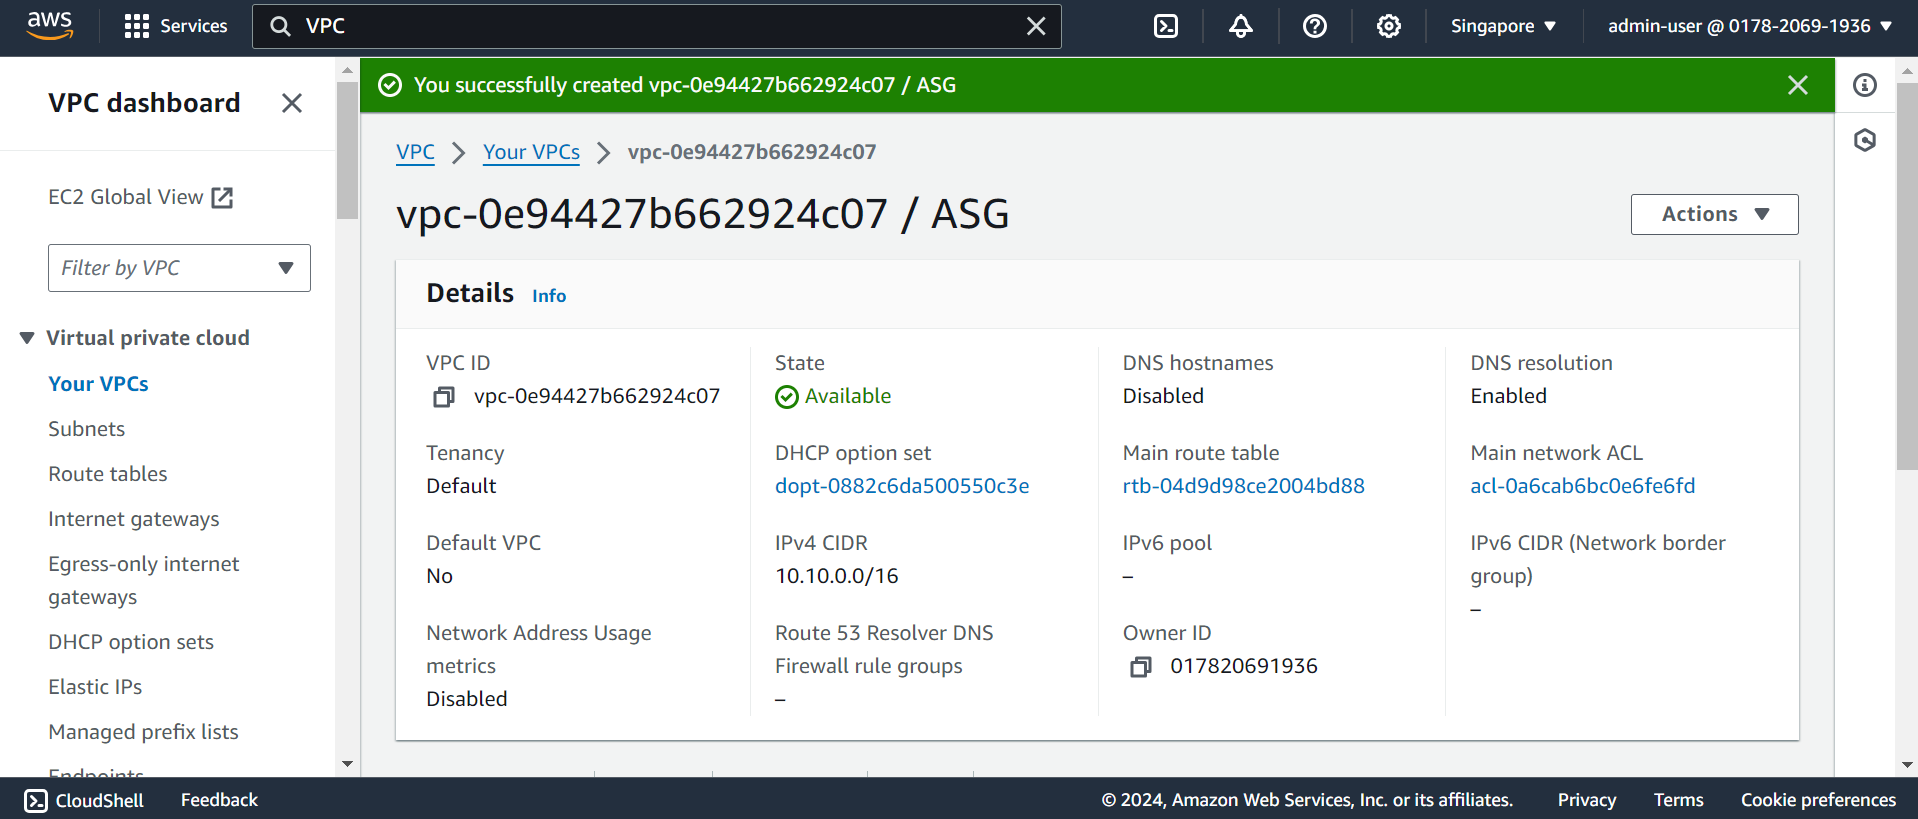 aws
Services
VPC
Singapore
admin-user @ 0178-2069-1936
VPC dashboard
EC2 Global View
Filter by VPC
Virtual private cloud
Your VPCs
Subnets
Route tables
Internet gateways
Egress-only internet
gateways
DHCP option sets
Elastic IPs
Managed prefix lists
Endpoints
You successfully created vpc-0e94427b662924c07 / ASG
VPC
Your VPCs
vpc-0e94427b662924c07
vpc-0e94427b662924c07 / ASG
Actions
Details Info
VPC ID
vpc-0e94427b662924c07
State
Available
DNS hostnames
Disabled
DNS resolution
Enabled
Tenancy
Default
DHCP option set
dopt-0882c6da500550c3e
Main route table
rtb-04d9d98ce2004bd88
Main network ACL
acl-0a6cab6bc0e6fe6fd
Default VPC
No
IPv4 CIDR
10.10.0.0/16
IPv6 pool
–
IPv6 CIDR (Network border
group)
–
Network Address Usage
metrics
Disabled
Route 53 Resolver DNS
Firewall rule groups
–
Owner ID
017820691936
CloudShell
Feedback
© 2024, Amazon Web Services, Inc. or its affiliates.
Privacy
Terms
Cookie preferences